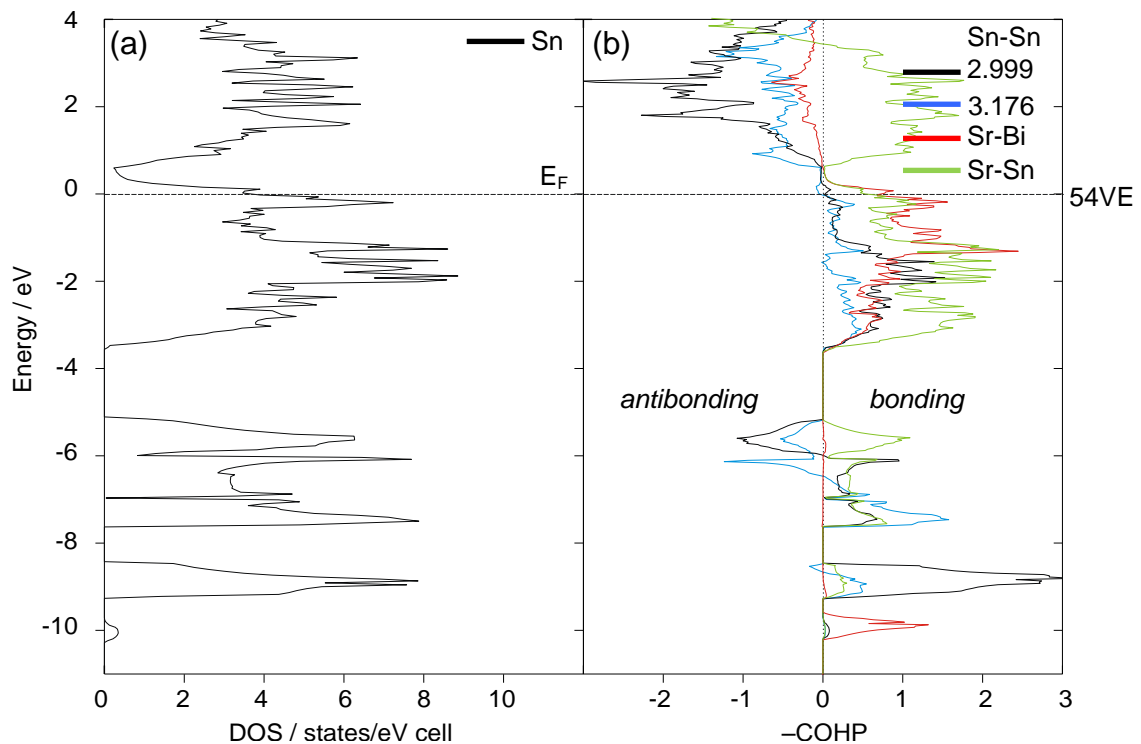 (a)
Sn
(b)
Sn-Sn
2.999
3.176
Sr-Bi
Sr-Sn
E_F
54VE
antibonding
bonding
Energy / eV
4
2
0
-2
-4
-6
-8
-10
0
2
4
6
8
10
DOS / states/eV cell
-2
-1
0
1
2
3
–COHP